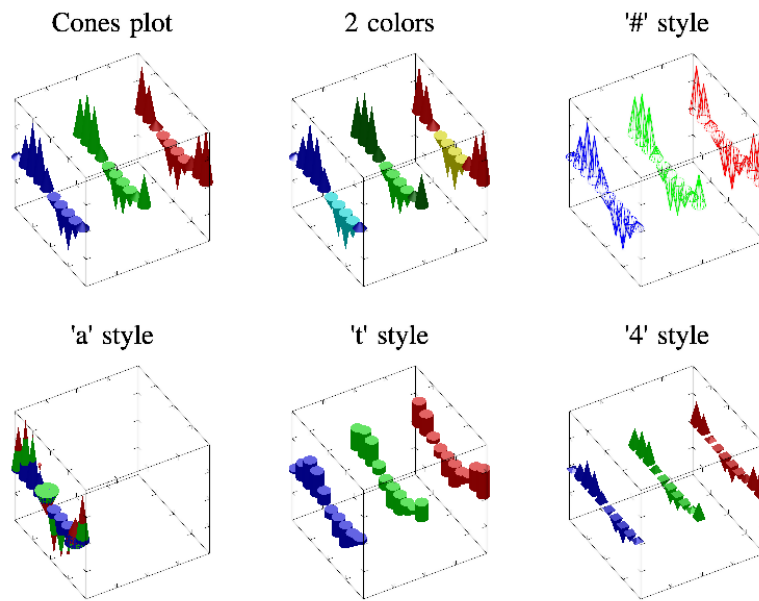 Cones plot
2 colors
'#' style
'a' style
't' style
'4' style